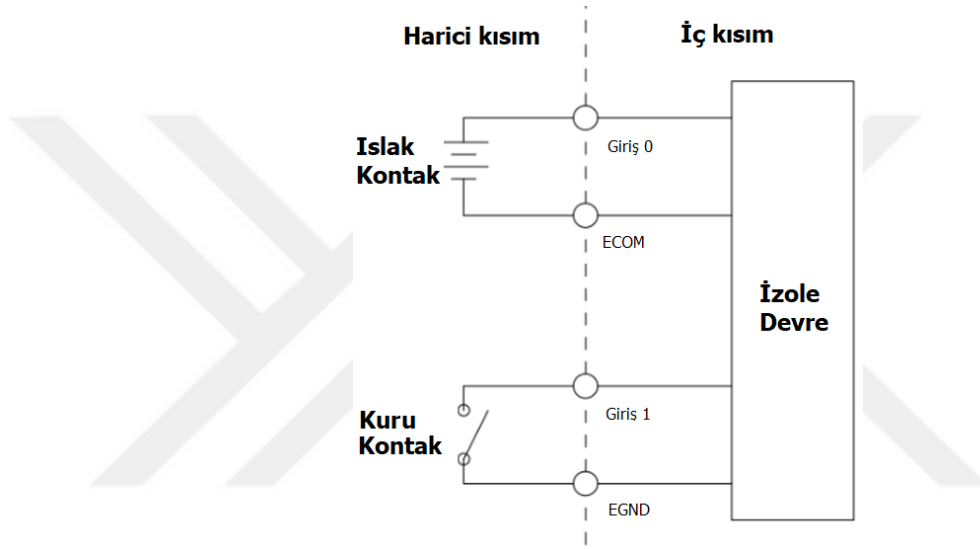 Harici kısım
İç kısım
Islak
Kontak
Giriş 0
ECOM
İzole
Devre
Kuru
Kontak
Giriş 1
EGND